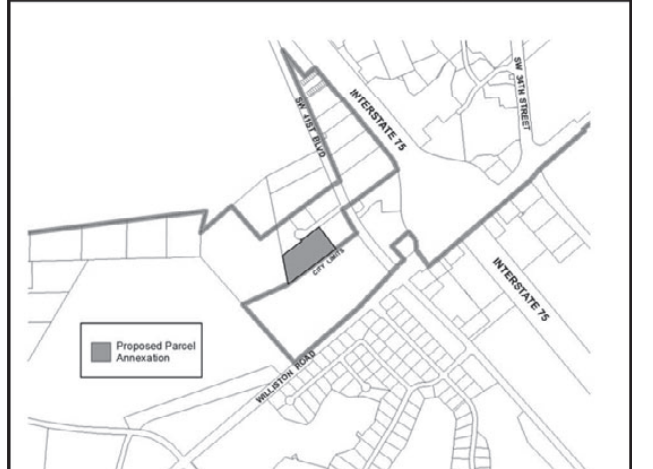 SW 34TH STREET
INTERSTATE 75
SW 41ST BLVD
CITY LIMITS
INTERSTATE 75
Proposed Parcel
Annexation
WILLISTON ROAD